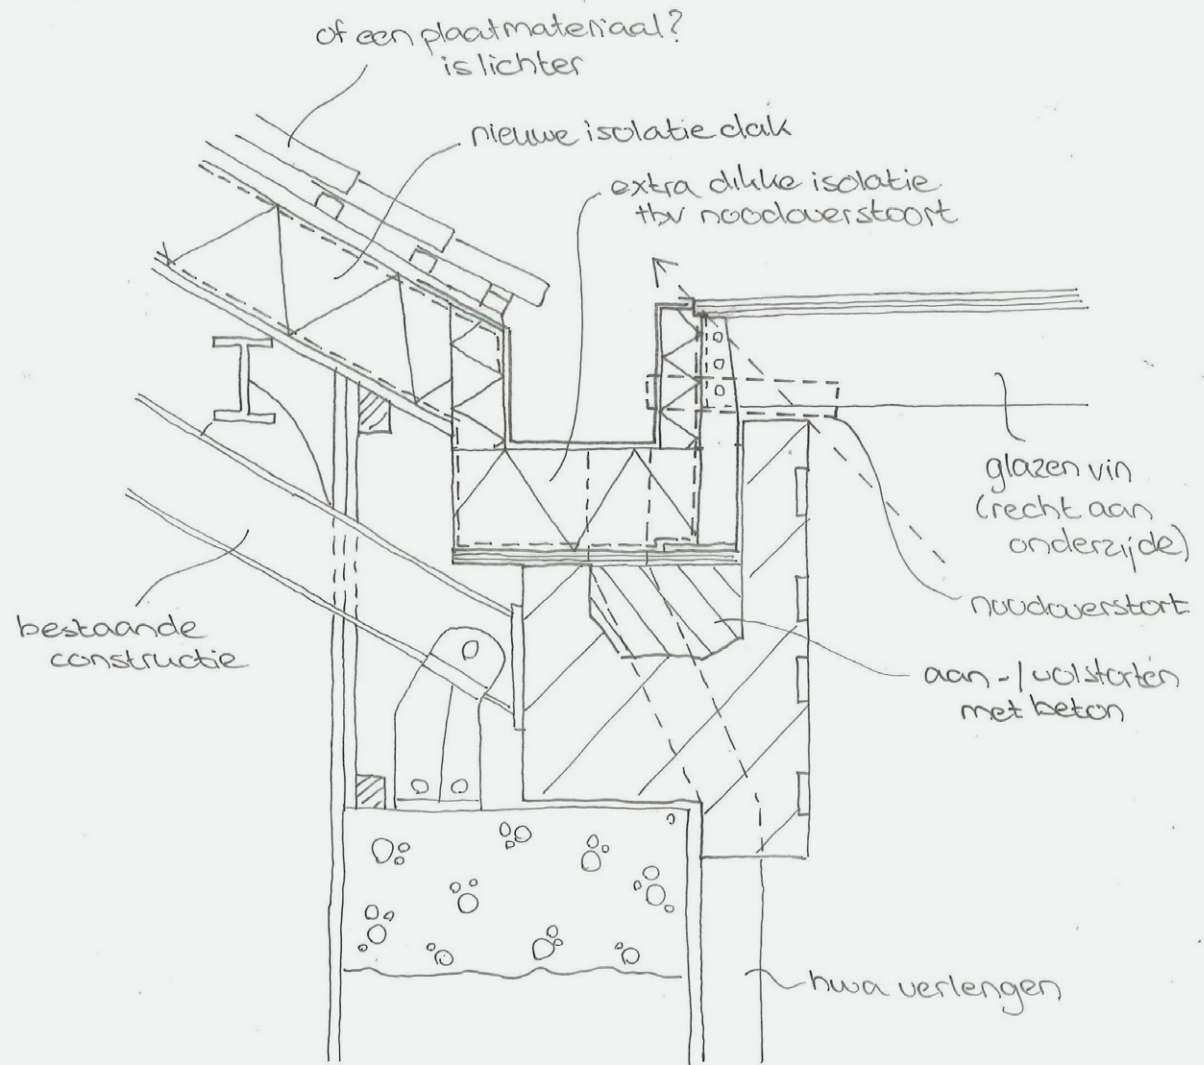 of een plaatmateriaal?
is lichter
nieuwe isolatie dak
extra dikke isolatie
tbv noodoverstoort
glazen vin
(recht aan
onderzijde)
noodoverstort
bestaande
constructie
aan-/volstorten
met beton
hwa verlengen